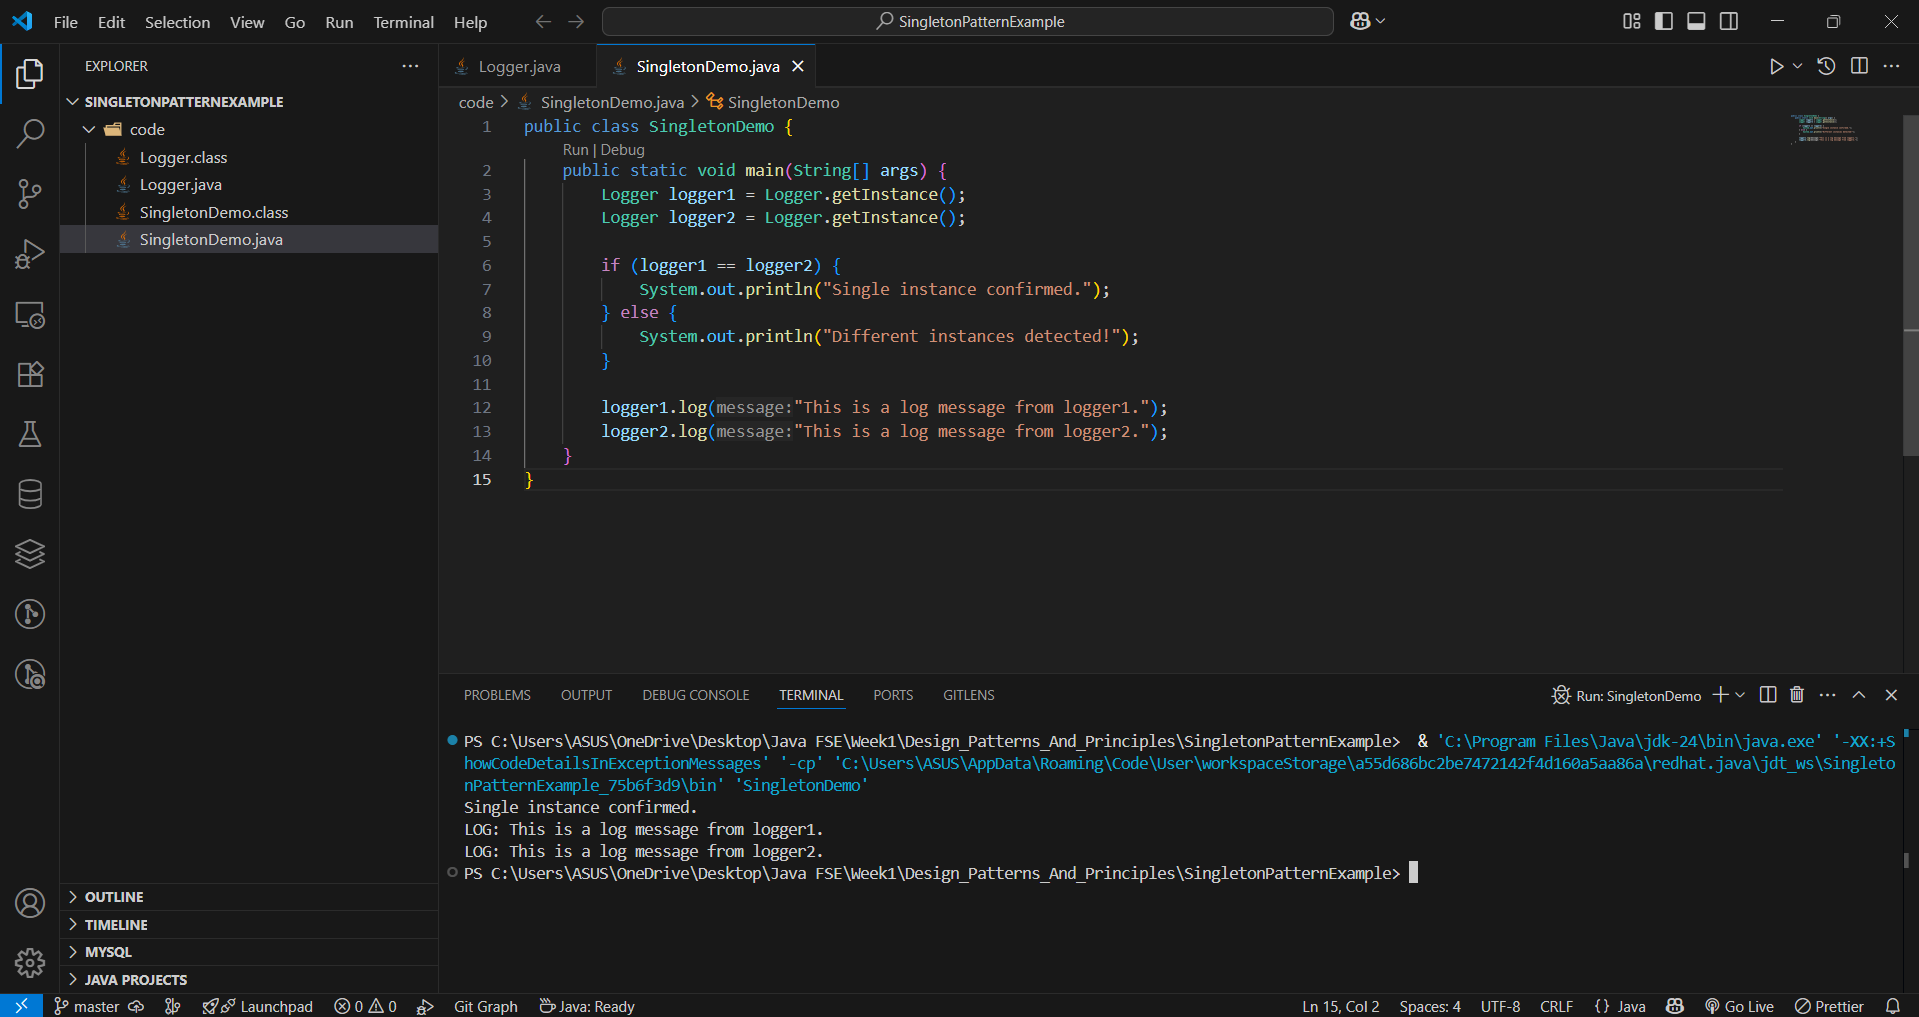 File Edit Selection View Go Run Terminal Help
SingletonPatternExample
EXPLORER
SINGLETONPATTERNEXAMPLE
code
Logger.class
Logger.java
SingletonDemo.class
SingletonDemo.java
OUTLINE
TIMELINE
MYSQL
JAVA PROJECTS
Logger.java SingletonDemo.java
code > SingletonDemo.java > SingletonDemo
1 public class SingletonDemo {
Run | Debug
2 public static void main(String[] args) {
3 Logger logger1 = Logger.getInstance();
4 Logger logger2 = Logger.getInstance();
5
6 if (logger1 == logger2) {
7 System.out.println("Single instance confirmed.");
8 } else {
9 System.out.println("Different instances detected!");
10 }
11
12 logger1.log(message:"This is a log message from logger1.");
13 logger2.log(message:"This is a log message from logger2.");
14 }
15 }
PROBLEMS OUTPUT DEBUG CONSOLE TERMINAL PORTS GITLENS
Run: SingletonDemo
PS C:\Users\ASUS\OneDrive\Desktop\Java FSE\Week1\Design_Patterns_And_Principles\SingletonPatternExample>  & 'C:\Program Files\Java\jdk-24\bin\java.exe' '-XX:+S
howCodeDetailsInExceptionMessages' '-cp' 'C:\Users\ASUS\AppData\Roaming\Code\User\workspaceStorage\a55d686bc2be7472142f4d160a5aa86a\redhat.java\jdt_ws\Singleto
nPatternExample_75b6f3d9\bin' 'SingletonDemo'
Single instance confirmed.
LOG: This is a log message from logger1.
LOG: This is a log message from logger2.
PS C:\Users\ASUS\OneDrive\Desktop\Java FSE\Week1\Design_Patterns_And_Principles\SingletonPatternExample>
master Launchpad 0 0 Git Graph Java: Ready Ln 15, Col 2 Spaces: 4 UTF-8 CRLF {} Java Go Live Prettier